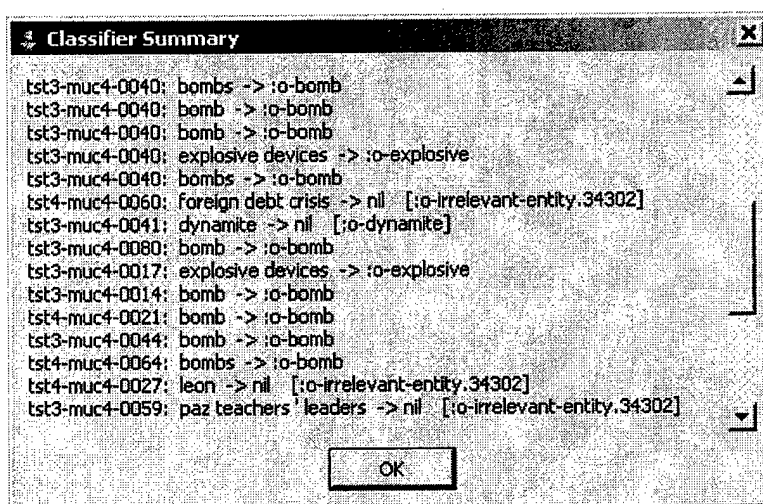 Classifier Summary
tst3-muc4-0040: bombs -> :o-bomb
tst3-muc4-0040: bomb -> :o-bomb
tst3-muc4-0040: bomb -> :o-bomb
tst3-muc4-0040: explosive devices -> :o-explosive
tst3-muc4-0040: bombs -> :o-bomb
tst4-muc4-0060: foreign debt crisis -> nil [:o-irrelevant-entity.34302]
tst3-muc4-0041: dynamite -> nil [:o-dynamite]
tst3-muc4-0080: bomb -> :o-bomb
tst3-muc4-0017: explosive devices -> :o-explosive
tst3-muc4-0014: bomb -> :o-bomb
tst4-muc4-0021: bomb -> :o-bomb
tst3-muc4-0044: bomb -> :o-bomb
tst4-muc4-0064: bombs -> :o-bomb
tst4-muc4-0027: leon -> nil [:o-irrelevant-entity.34302]
tst3-muc4-0059: paz teachers ' leaders -> nil [:o-irrelevant-entity.34302]
OK